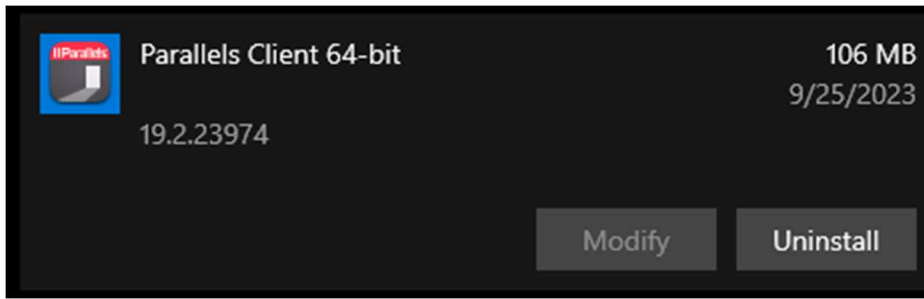 Parallels Client 64-bit 106 MB
9/25/2023
19.2.23974
Modify Uninstall
||Parallels